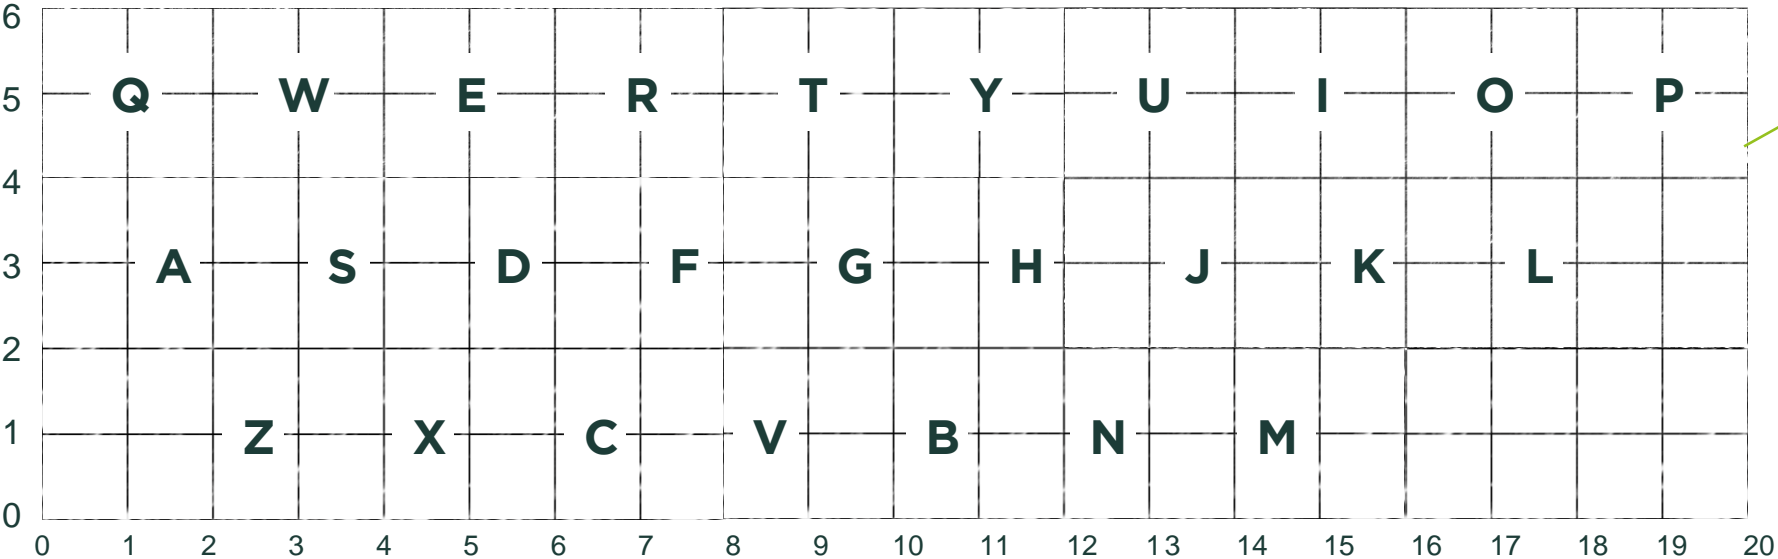 6
5 Q W E R T Y U I O P
4
3 A S D F G H J K L
2
1 Z X C V B N M
0
0 1 2 3 4 5 6 7 8 9 10 11 12 13 14 15 16 17 18 19 20